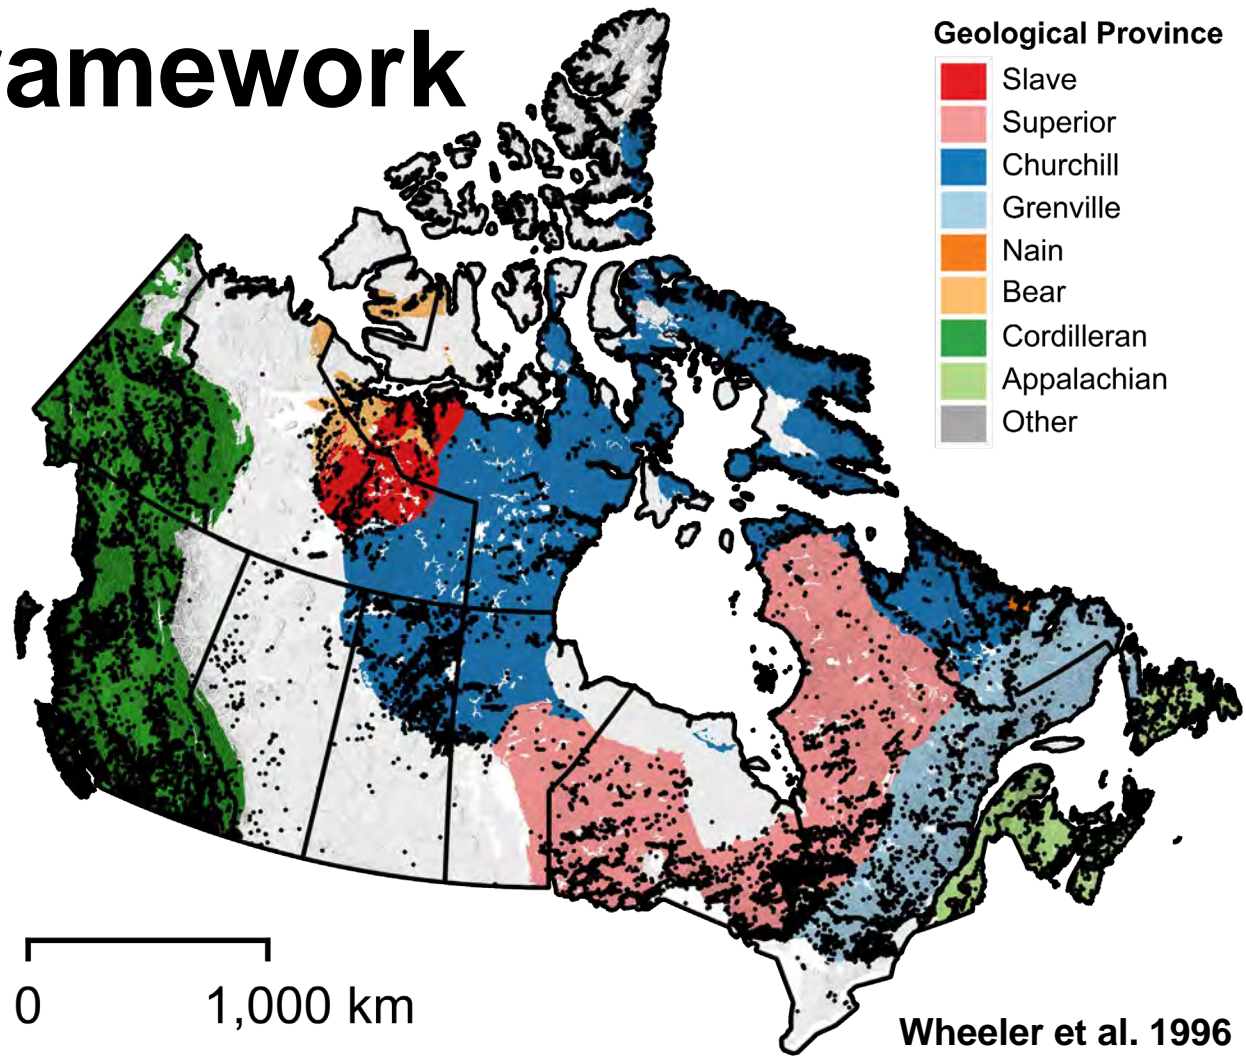 ramework
Geological Province
Slave
Superior
Churchill
Grenville
Nain
Bear
Cordilleran
Appalachian
Other
0 1,000 km
Wheeler et al. 1996